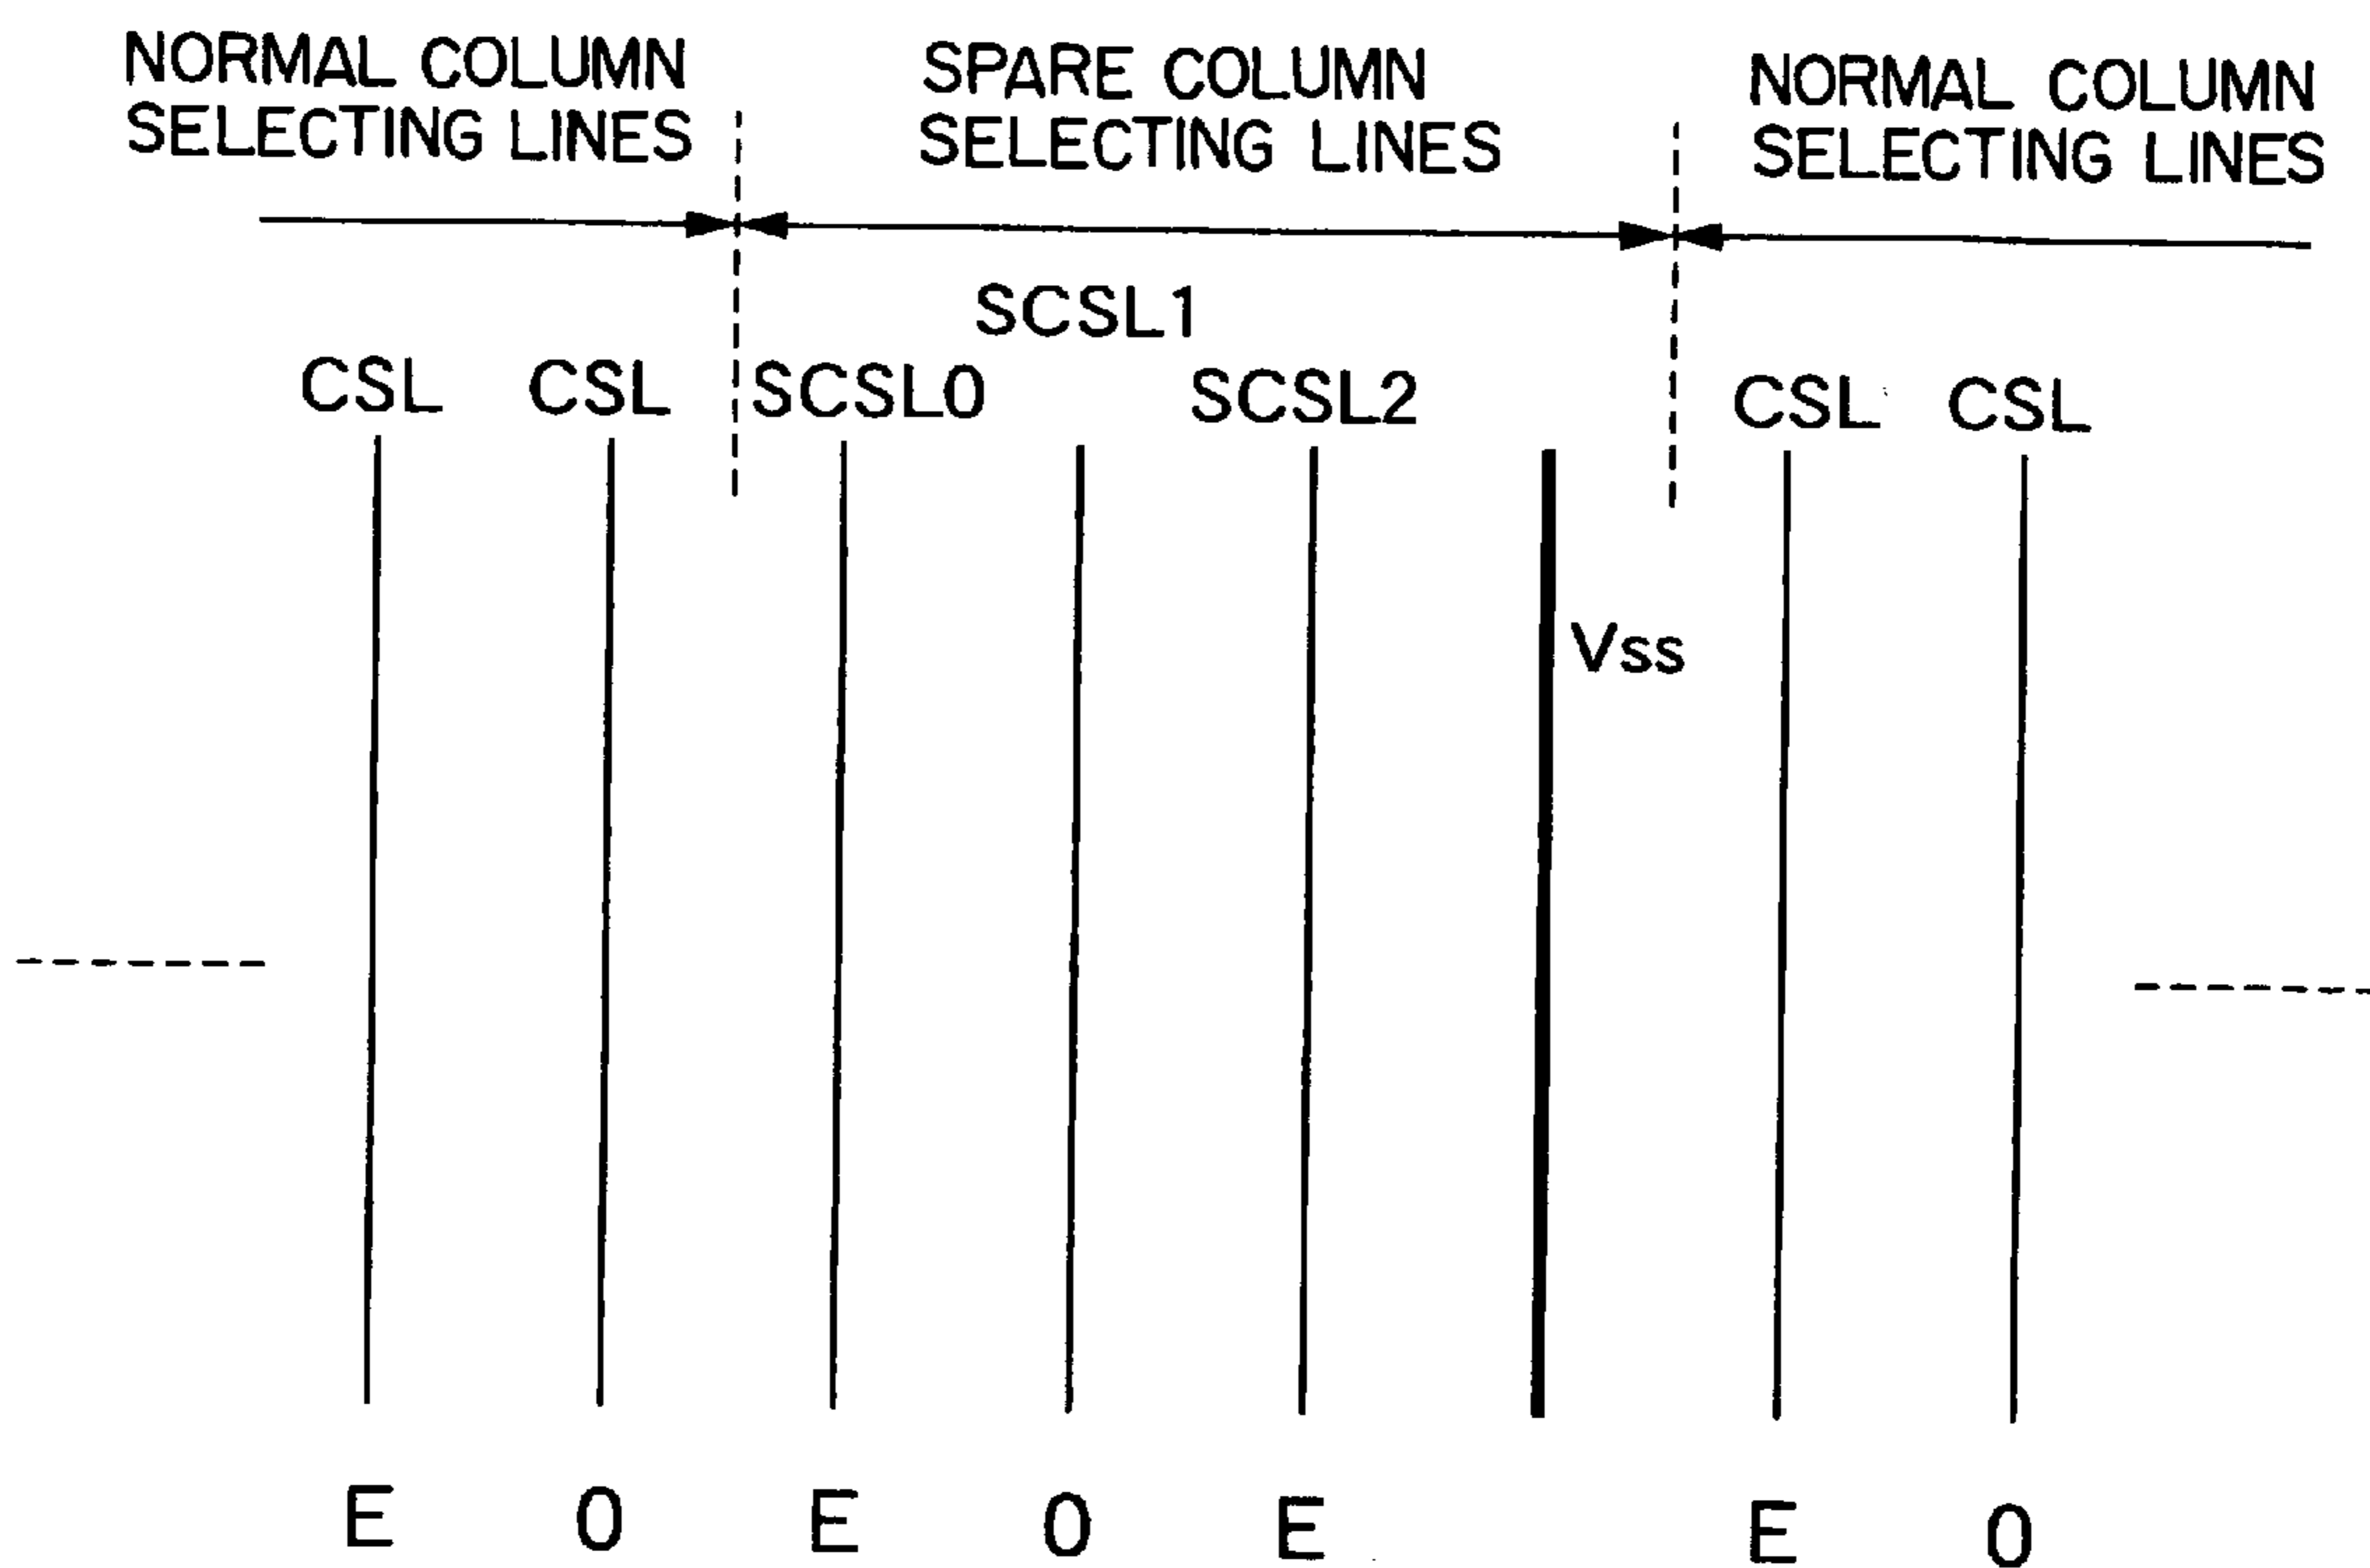 NORMAL COLUMN
SELECTING LINES
SPARE COLUMN
SELECTING LINES
NORMAL COLUMN
SELECTING LINES
SCSL1
CSL
CSL
SCSL0
SCSL2
CSL
CSL
Vss
E
O
E
O
E
E
O